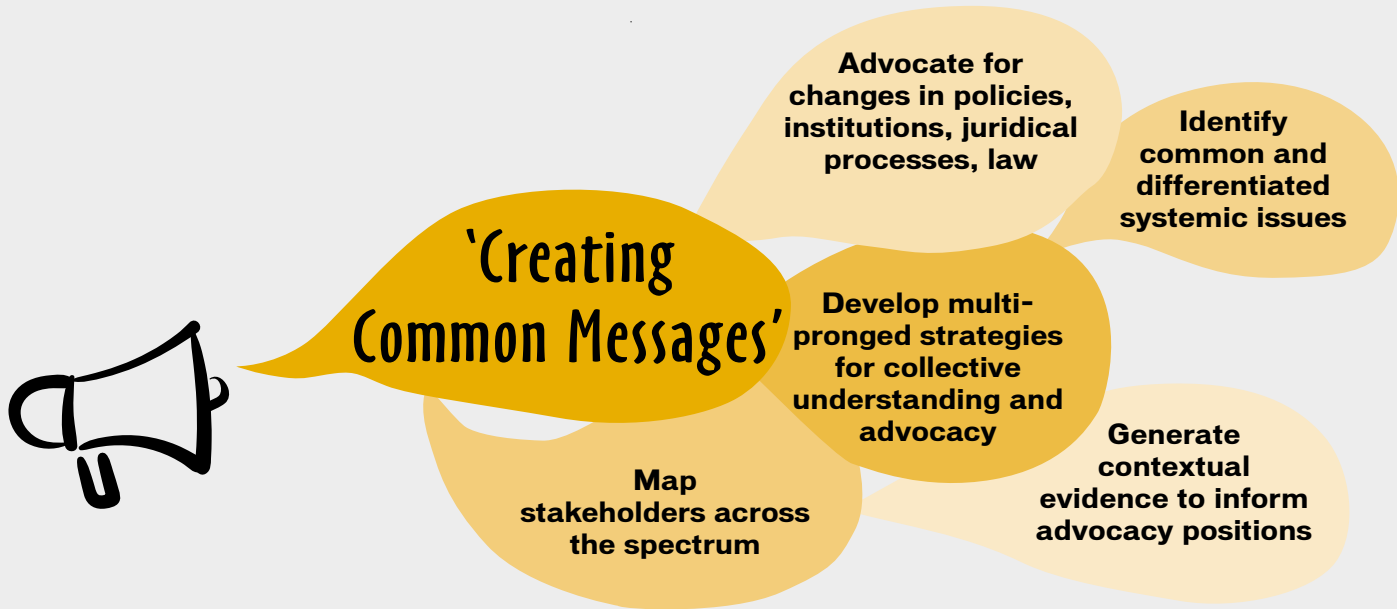 Advocate for
changes in policies,
institutions, juridical
processes, law
Identify
common and
differentiated
systemic issues
‘Creating
Common Messages’
Develop multi-
pronged strategies
for collective
understanding and
advocacy
Map
stakeholders across
the spectrum
Generate
contextual
evidence to inform
advocacy positions